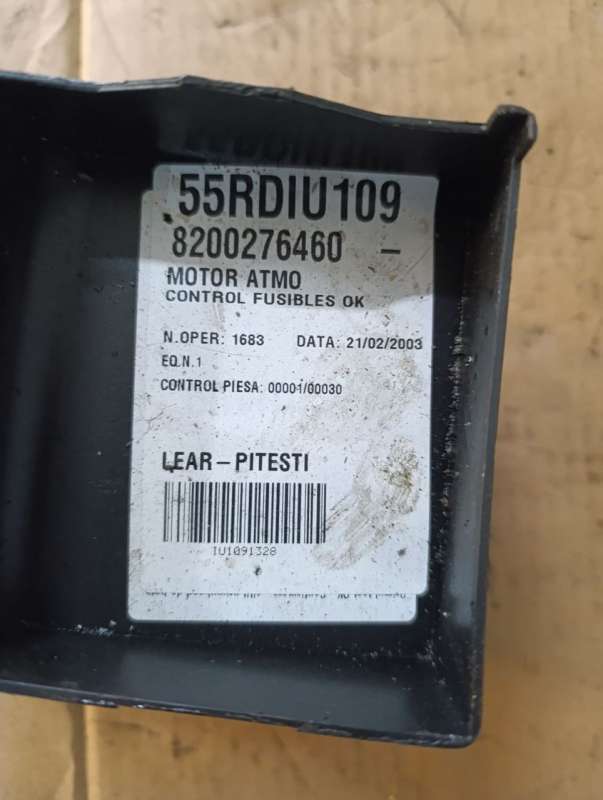 55RDIU109
8200276460 –
MOTOR ATMO
CONTROL FUSIBLES OK
N.OPER: 1683 DATA: 21/02/2003
EQ.N.1
CONTROL PIESA: 00001/00030
LEAR–PITESTI
IU1091328